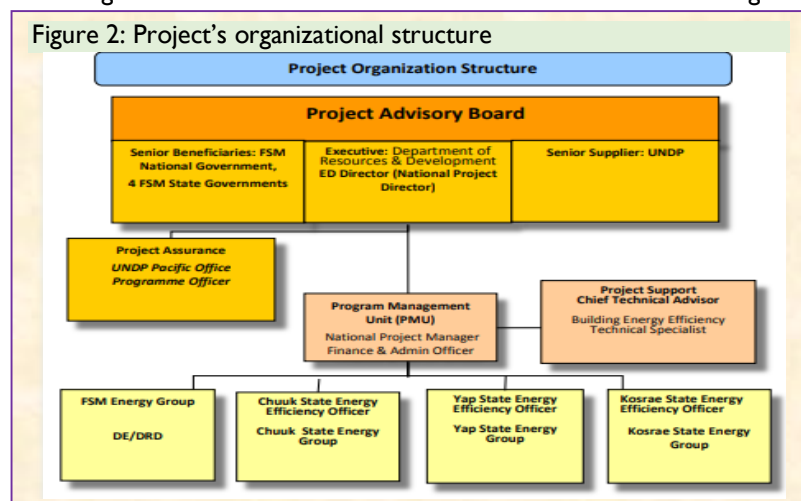 Figure 2: Project's organizational structure
Project Organization Structure
Project Advisory Board
Senior Beneficiaries: FSM
National Government,
4 FSM State Governments
Executive: Department of
Resources & Development
ED Director (National Project
Director)
Senior Supplier: UNDP
Project Assurance
UNDP Pacific Office
Programme Officer
Program Management
Unit (PMU)
National Project Manager
Finance & Admin Officer
Project Support
Chief Technical Advisor
Building Energy Efficiency
Technical Specialist
FSM Energy Group
DE/DRD
Chuuk State Energy
Efficiency Officer
Chuuk State Energy
Group
Yap State Energy
Efficiency Officer
Yap State Energy
Group
Kosrae State Energy
Efficiency Officer
Kosrae State Energy
Group